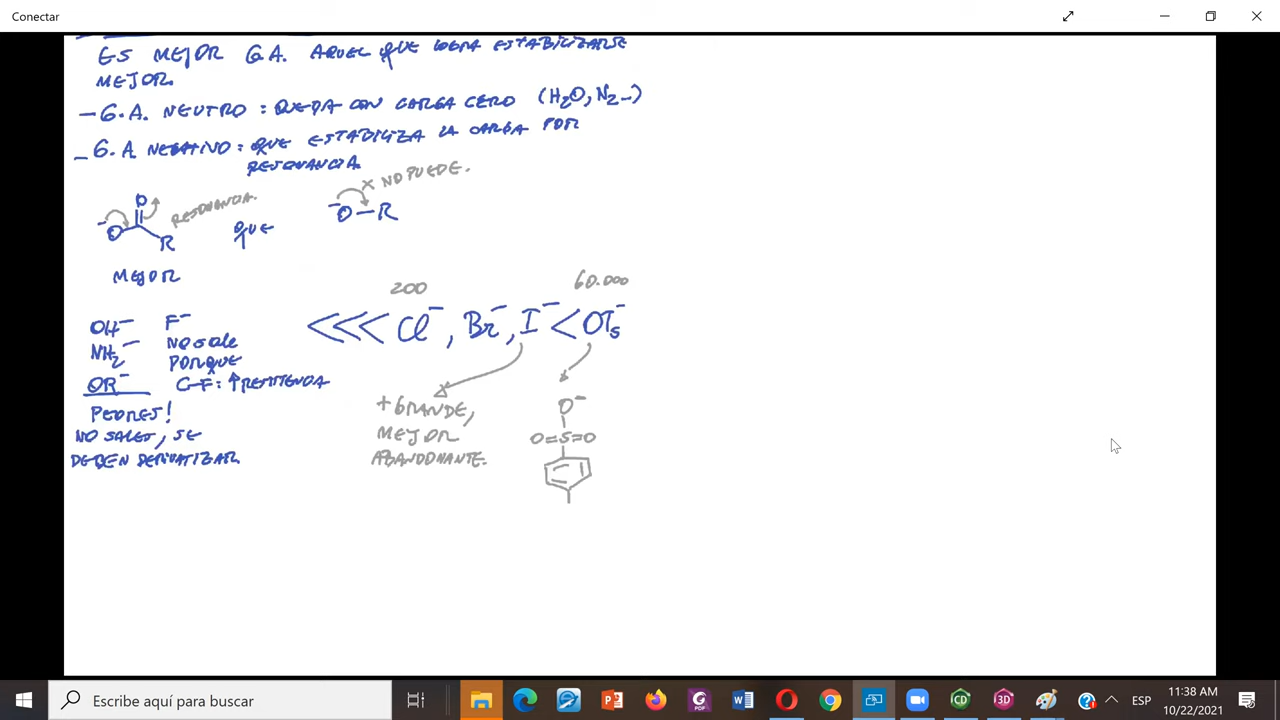 Conectar
ES MEJOR G.A. AQUEL QUE LOGRA ESTABILIZARSE
MEJOR.
- G.A. NEUTRO : QUEDA CON CARGA CERO (H2O, N2 -)
- G.A NEGATIVO : QUE ESTABILIZA LA CARGA POR
RESONANCIA
O
RESONANCIA.
X NO PUEDE.
-O
R
QUE
-O-R
MEJOR
200
60.000
<<< Cl-, Br-, I- < OTs-
OH- F-
NH2- NO SALE
PORQUE
OR- C-F: ↑RESISTENCIA
PEORES!
NO SALES, SE
DEBEN DERIVATIZAR
+ GRANDE,
MEJOR
ABANDONANTE.
O-
O=S=O
Escribe aquí para buscar
ESP
11:38 AM
10/22/2021